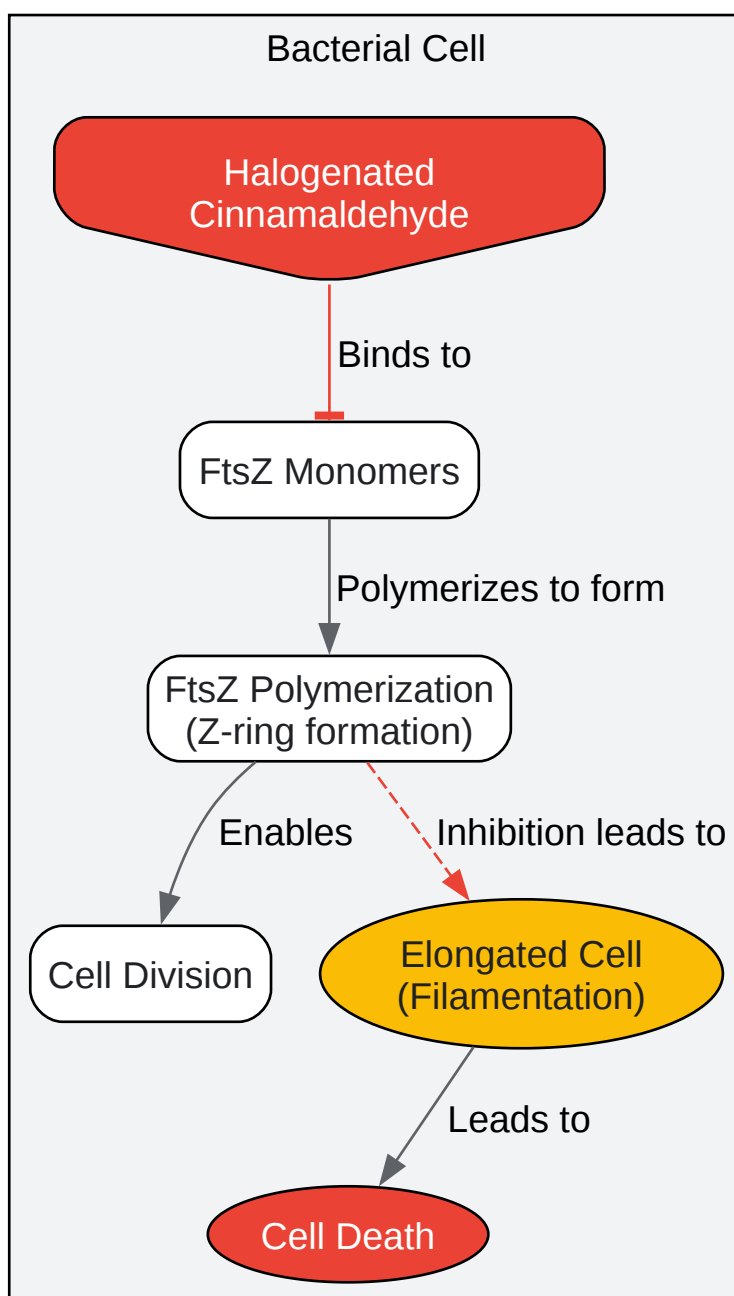 Bacterial Cell
Halogenated
Cinnamaldehyde
Binds to
FtsZ Monomers
Polymerizes to form
FtsZ Polymerization
(Z-ring formation)
Enables
Inhibition leads to
Cell Division
Elongated Cell
(Filamentation)
Leads to
Cell Death